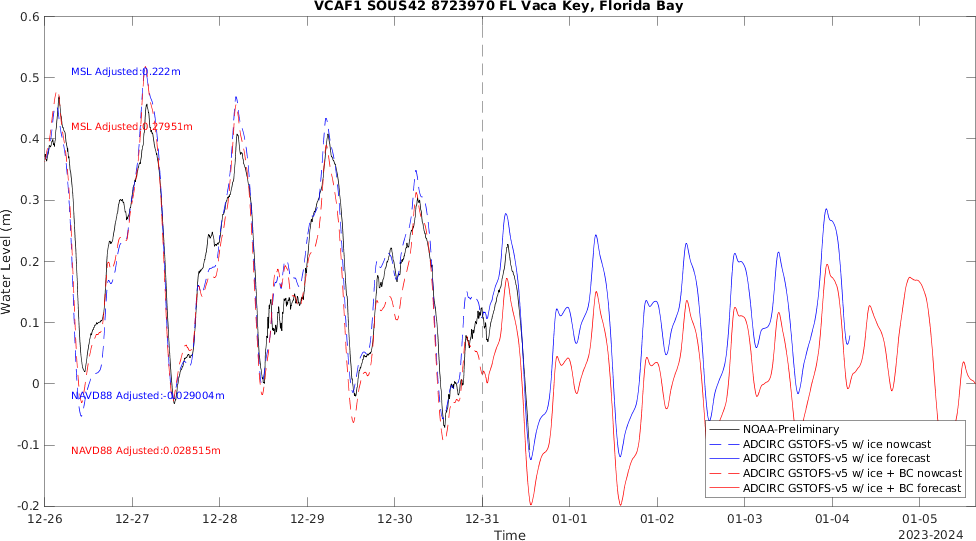 VCAF1 SOUS42 8723970 FL Vaca Key, Florida Bay
0.6
0.5
0.4
0.3
0.2
0.1
0
-0.1
-0.2
Water Level (m)
MSL Adjusted:0.222m
MSL Adjusted:0.27951m
NAVD88 Adjusted:-0.029004m
NAVD88 Adjusted:0.028515m
NOAA-Preliminary
ADCIRC GSTOFS-v5 w/ ice nowcast
ADCIRC GSTOFS-v5 w/ ice forecast
ADCIRC GSTOFS-v5 w/ ice + BC nowcast
ADCIRC GSTOFS-v5 w/ ice + BC forecast
12-26 12-27 12-28 12-29 12-30 12-31 01-01 01-02 01-03 01-04 01-05
Time
2023-2024